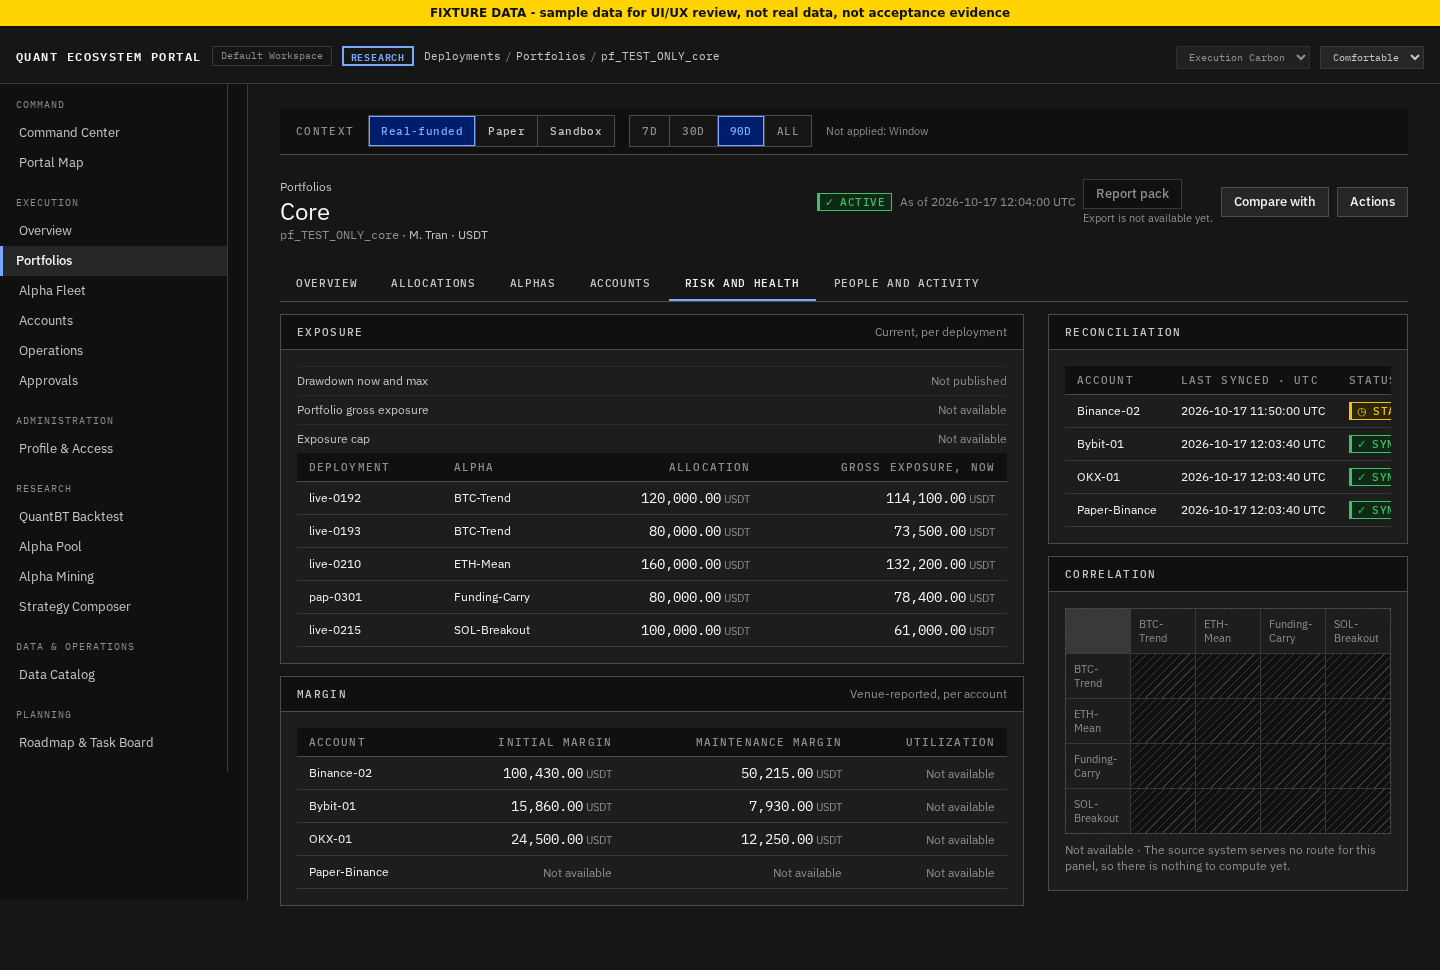 FIXTURE DATA - sample data for UI/UX review, not real data, not acceptance evidence
QUANT ECOSYSTEM PORTAL Default Workspace RESEARCH Deployments / Portfolios / pf_TEST_ONLY_core Execution Carbon Comfortable
COMMAND
Command Center
Portal Map
EXECUTION
Overview
Portfolios
Alpha Fleet
Accounts
Operations
Approvals
ADMINISTRATION
Profile & Access
RESEARCH
QuantBT Backtest
Alpha Pool
Alpha Mining
Strategy Composer
DATA & OPERATIONS
Data Catalog
PLANNING
Roadmap & Task Board
CONTEXT Real-funded Paper Sandbox 7D 30D 90D ALL Not applied: Window
Portfolios
Core
pf_TEST_ONLY_core · M. Tran · USDT
✓ ACTIVE As of 2026-10-17 12:04:00 UTC Report pack Compare with Actions
Export is not available yet.
OVERVIEW ALLOCATIONS ALPHAS ACCOUNTS RISK AND HEALTH PEOPLE AND ACTIVITY
EXPOSURE Current, per deployment
Drawdown now and max Not published
Portfolio gross exposure Not available
Exposure cap Not available
DEPLOYMENT ALPHA ALLOCATION GROSS EXPOSURE, NOW
live-0192 BTC-Trend 120,000.00 USDT 114,100.00 USDT
live-0193 BTC-Trend 80,000.00 USDT 73,500.00 USDT
live-0210 ETH-Mean 160,000.00 USDT 132,200.00 USDT
pap-0301 Funding-Carry 80,000.00 USDT 78,400.00 USDT
live-0215 SOL-Breakout 100,000.00 USDT 61,000.00 USDT
MARGIN Venue-reported, per account
ACCOUNT INITIAL MARGIN MAINTENANCE MARGIN UTILIZATION
Binance-02 100,430.00 USDT 50,215.00 USDT Not available
Bybit-01 15,860.00 USDT 7,930.00 USDT Not available
OKX-01 24,500.00 USDT 12,250.00 USDT Not available
Paper-Binance Not available Not available Not available
RECONCILIATION
ACCOUNT LAST SYNCED · UTC STATUS
Binance-02 2026-10-17 11:50:00 UTC STA
Bybit-01 2026-10-17 12:03:40 UTC ✓ SYN
OKX-01 2026-10-17 12:03:40 UTC ✓ SYN
Paper-Binance 2026-10-17 12:03:40 UTC ✓ SYN
CORRELATION
BTC- ETH- Funding- SOL-
Trend Mean Carry Breakout
BTC-
Trend
ETH-
Mean
Funding-
Carry
SOL-
Breakout
Not available · The source system serves no route for this
panel, so there is nothing to compute yet.